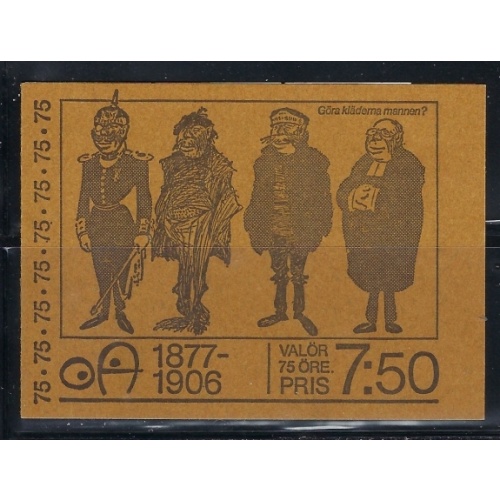 75 • 75 • 75 • 75 • 75 • 75 • 75 • 75
Göra kläderna mannen?
OA 1877-
1906
VALÖR
75 ÖRE.
PRIS 7:50